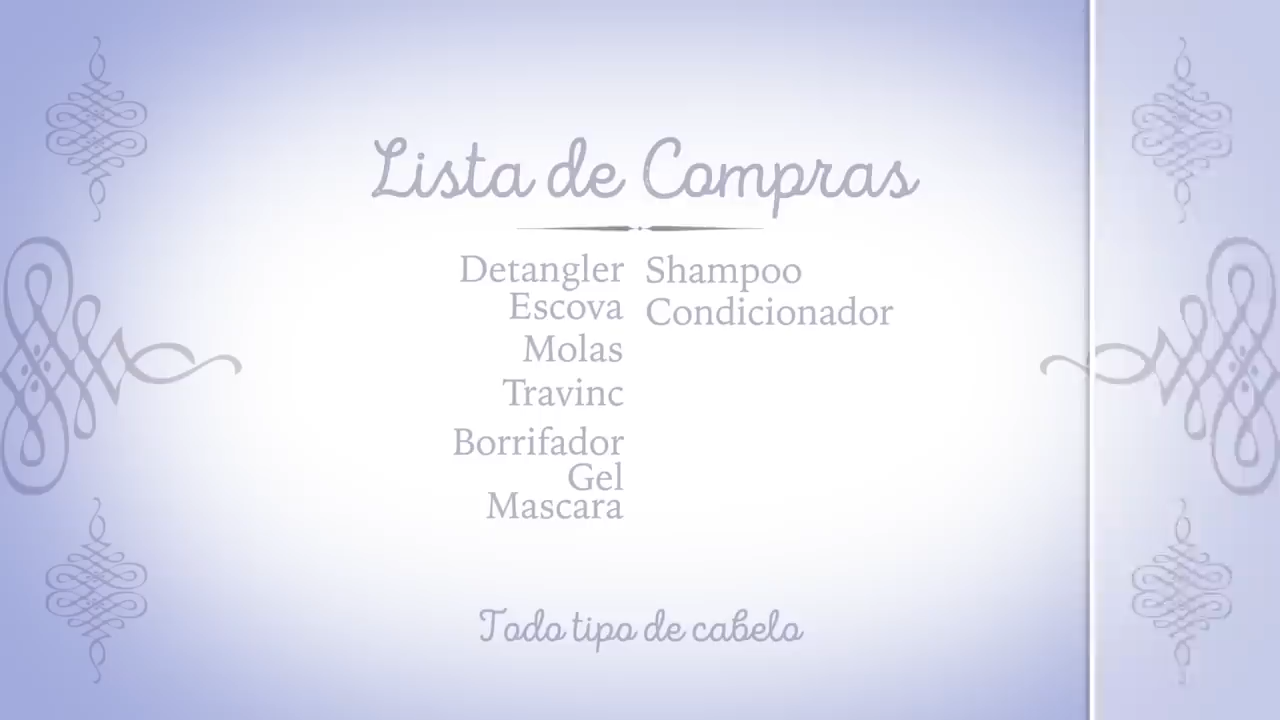 Lista de Compras
Detangler
Escova
Molas
Travinc
Borrifador
Gel
Mascara
Shampoo
Condicionador
Todo tipo de cabelo